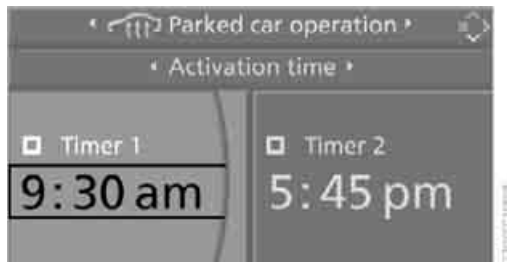 Parked car operation
Activation time
Timer 1
9:30 am
Timer 2
5:45 pm